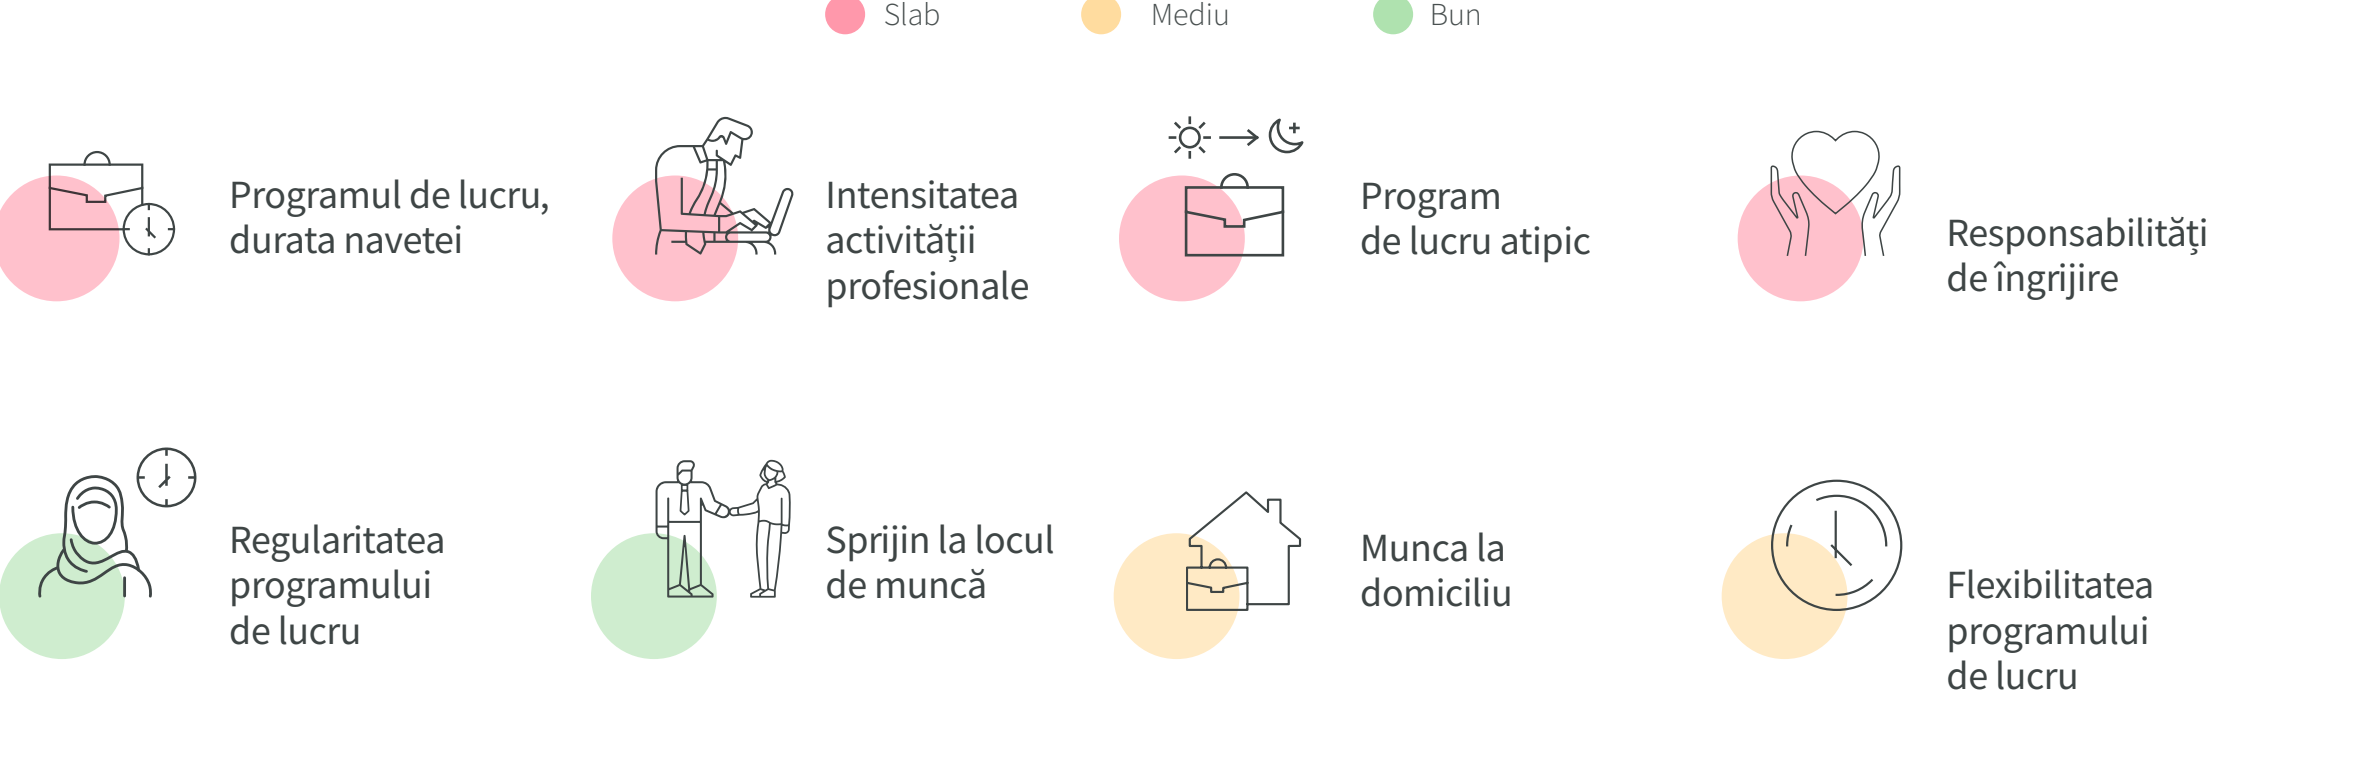 Slab
Mediu
Bun
Programul de lucru,
durata navetei
Intensitatea
activității
profesionale
Program
de lucru atipic
Responsabilități
de îngrijire
Regularitatea
programului
de lucru
Sprijin la locul
de muncă
Munca la
domiciliu
Flexibilitatea
programului
de lucru